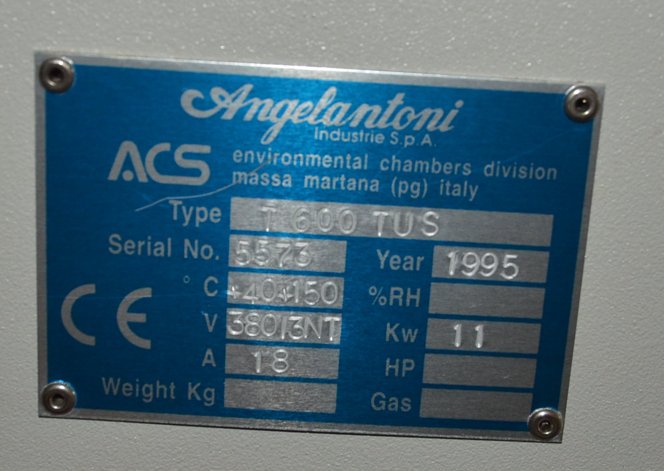 Angelantoni
Industrie S.p.A.
ACS environmental chambers division
massa martana (pg) italy
Type T 600 TUS
Serial No. 5573 Year 1995
°C +40+150 %RH
V 380/3NT Kw 11
A 18 HP
Weight Kg Gas
CE